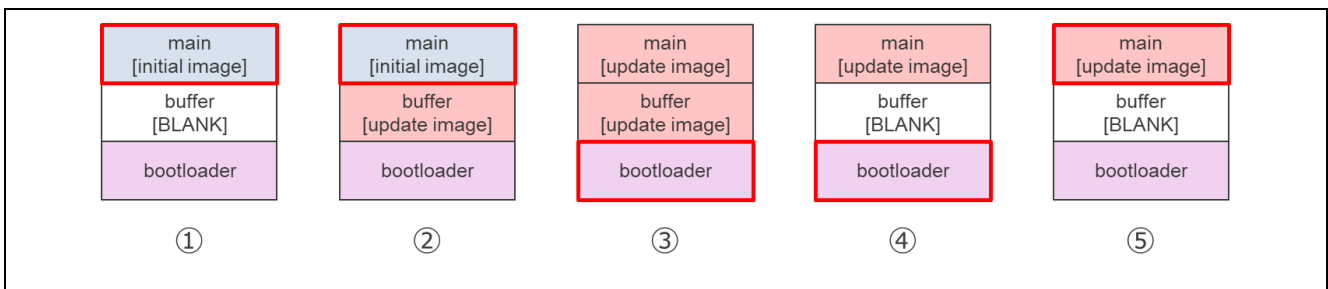 main
[initial image]
buffer
[BLANK]
bootloader
①
main
[initial image]
buffer
[update image]
bootloader
②
main
[update image]
buffer
[update image]
bootloader
③
main
[update image]
buffer
[BLANK]
bootloader
④
main
[update image]
buffer
[BLANK]
bootloader
⑤